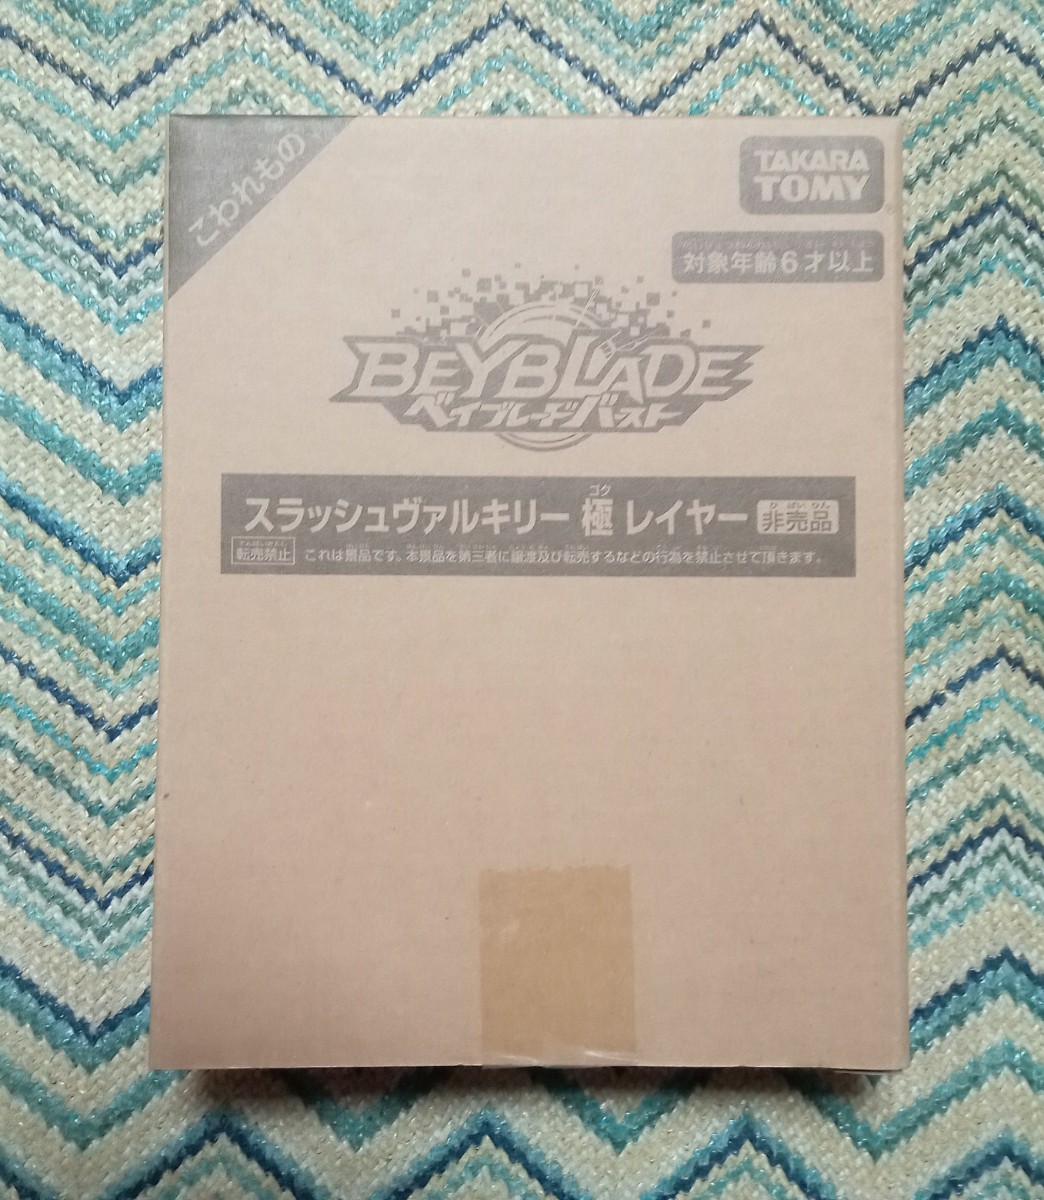 こわれもの
TAKARA
TOMY
対象年齢6才以上
BEYBLADE
ベイブレードバースト
ゴク
スラッシュヴァルキリー 極 レイヤー 非売品
転売禁止 これは景品です。本景品を第三者に譲渡及び転売するなどの行為を禁止させて頂きます。